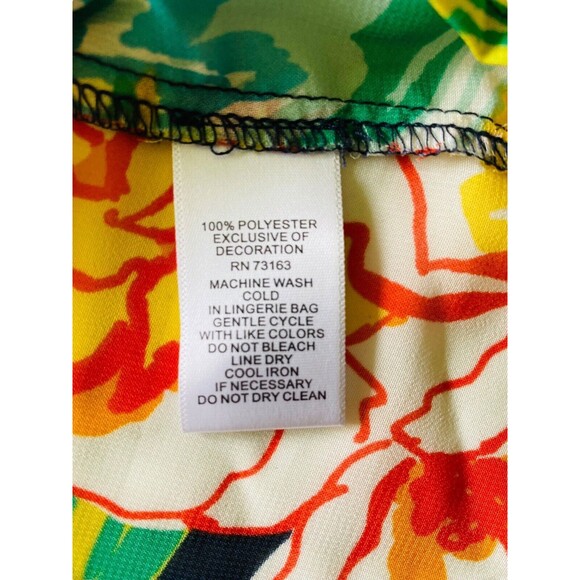 100% POLYESTER
EXCLUSIVE OF
DECORATION
RN 73163
MACHINE WASH
COLD
IN LINGERIE BAG
GENTLE CYCLE
WITH LIKE COLORS
DO NOT BLEACH
LINE DRY
COOL IRON
IF NECESSARY
DO NOT DRY CLEAN